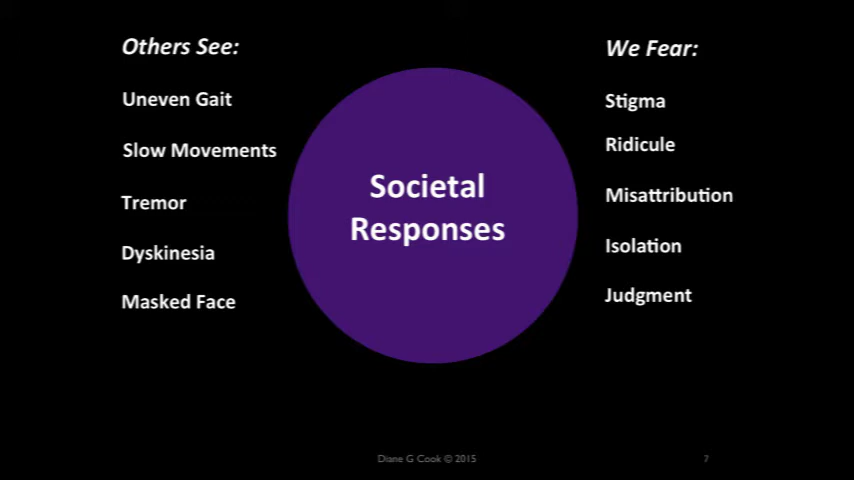 Others See:
Uneven Gait
Slow Movements
Tremor
Dyskinesia
Masked Face
Societal
Responses
We Fear:
Stigma
Ridicule
Misattribution
Isolation
Judgment
Diane G Cook © 2015
7